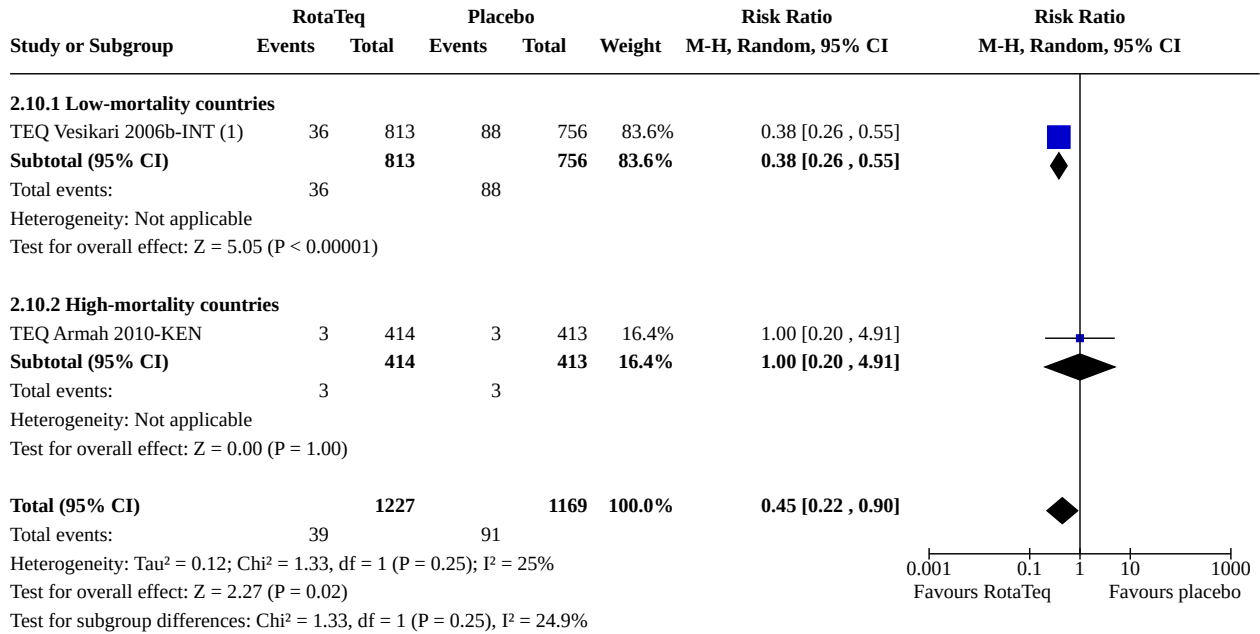 RotaTeq Placebo Risk Ratio Risk Ratio
Study or Subgroup Events Total Events Total Weight M-H, Random, 95% CI M-H, Random, 95% CI
2.10.1 Low-mortality countries
TEQ Vesikari 2006b-INT (1) 36 813 88 756 83.6% 0.38 [0.26 , 0.55]
Subtotal (95% CI) 813 756 83.6% 0.38 [0.26 , 0.55]
Total events: 36 88
Heterogeneity: Not applicable
Test for overall effect: Z = 5.05 (P < 0.00001)
2.10.2 High-mortality countries
TEQ Armah 2010-KEN 3 414 3 413 16.4% 1.00 [0.20 , 4.91]
Subtotal (95% CI) 414 413 16.4% 1.00 [0.20 , 4.91]
Total events: 3 3
Heterogeneity: Not applicable
Test for overall effect: Z = 0.00 (P = 1.00)
Total (95% CI) 1227 1169 100.0% 0.45 [0.22 , 0.90]
Total events: 39 91
Heterogeneity: Tau² = 0.12; Chi² = 1.33, df = 1 (P = 0.25); I² = 25%
0.001 0.1 1 10 1000
Test for overall effect: Z = 2.27 (P = 0.02)
Favours RotaTeq Favours placebo
Test for subgroup differences: Chi² = 1.33, df = 1 (P = 0.25), I² = 24.9%